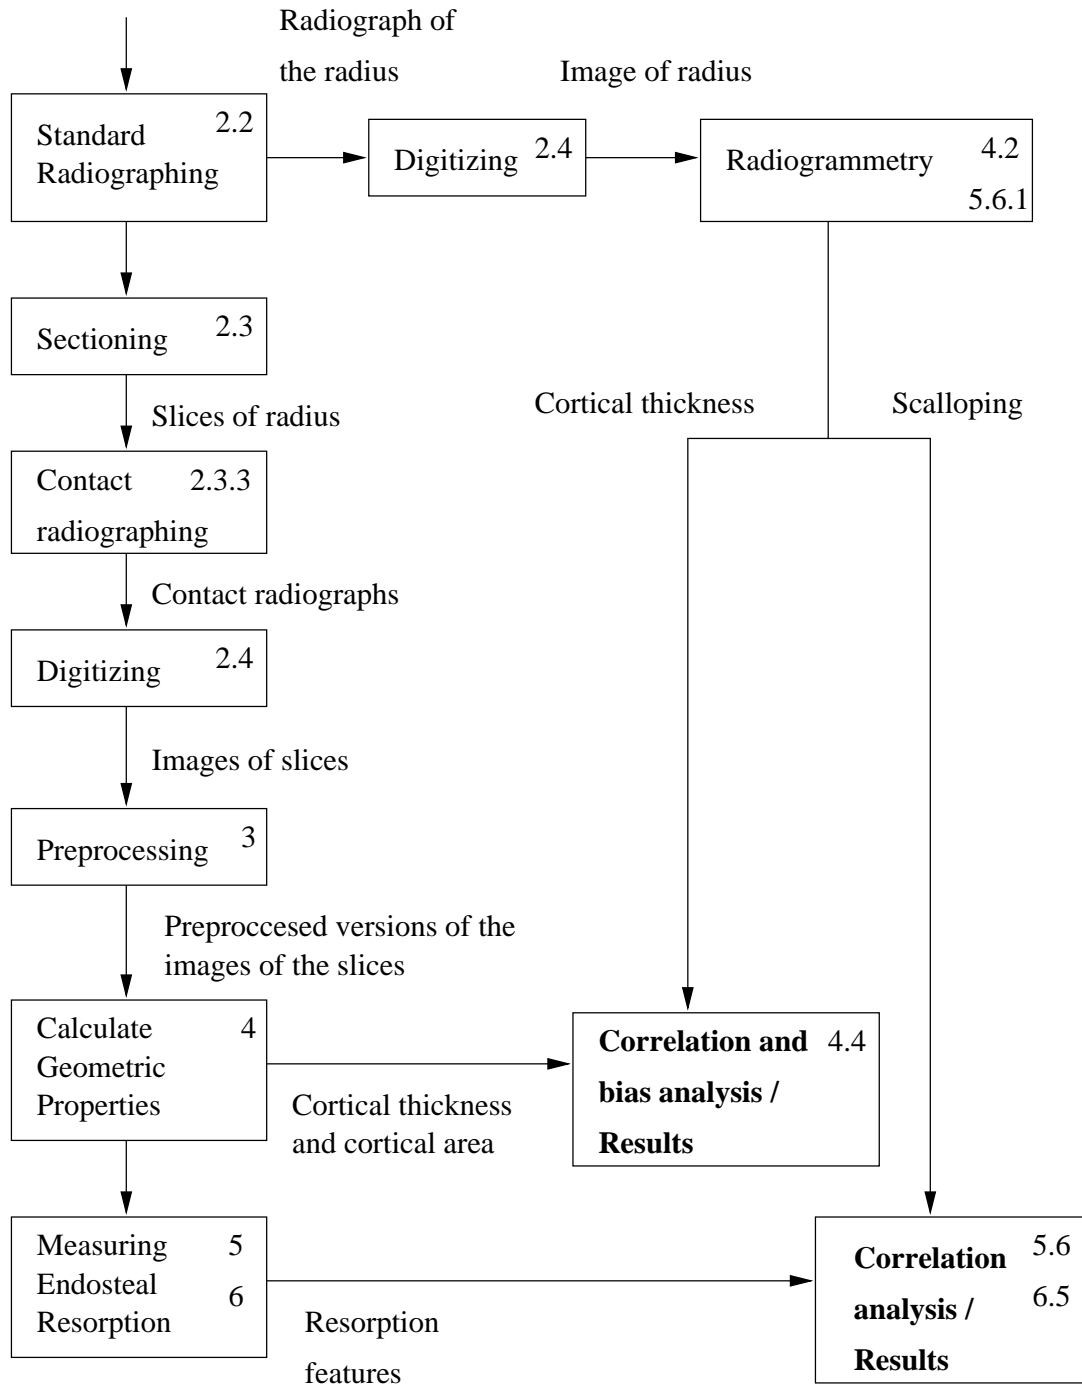 Radiograph of
the radius
Image of radius
Standard 2.2
Radiographing
Digitizing 2.4
Radiogrammetry 4.2
5.6.1
Sectioning 2.3
Slices of radius
Cortical thickness
Scalloping
Contact 2.3.3
radiographing
Contact radiographs
Digitizing 2.4
Images of slices
Preprocessing 3
Preproccesed versions of the
images of the slices
Calculate 4
Geometric
Properties
Cortical thickness
and cortical area
Correlation and 4.4
bias analysis /
Results
Measuring 5
Endosteal 6
Resorption
Resorption
features
Correlation 5.6
analysis / 6.5
Results